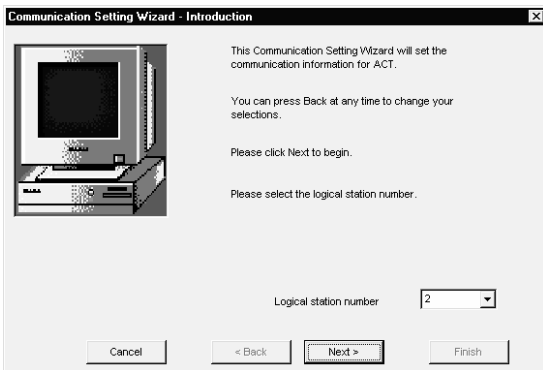 Communication Setting Wizard - Introduction
This Communication Setting Wizard will set the
communication information for ACT.
You can press Back at any time to change your
selections.
Please click Next to begin.
Please select the logical station number.
Logical station number 2
Cancel < Back Next > Finish